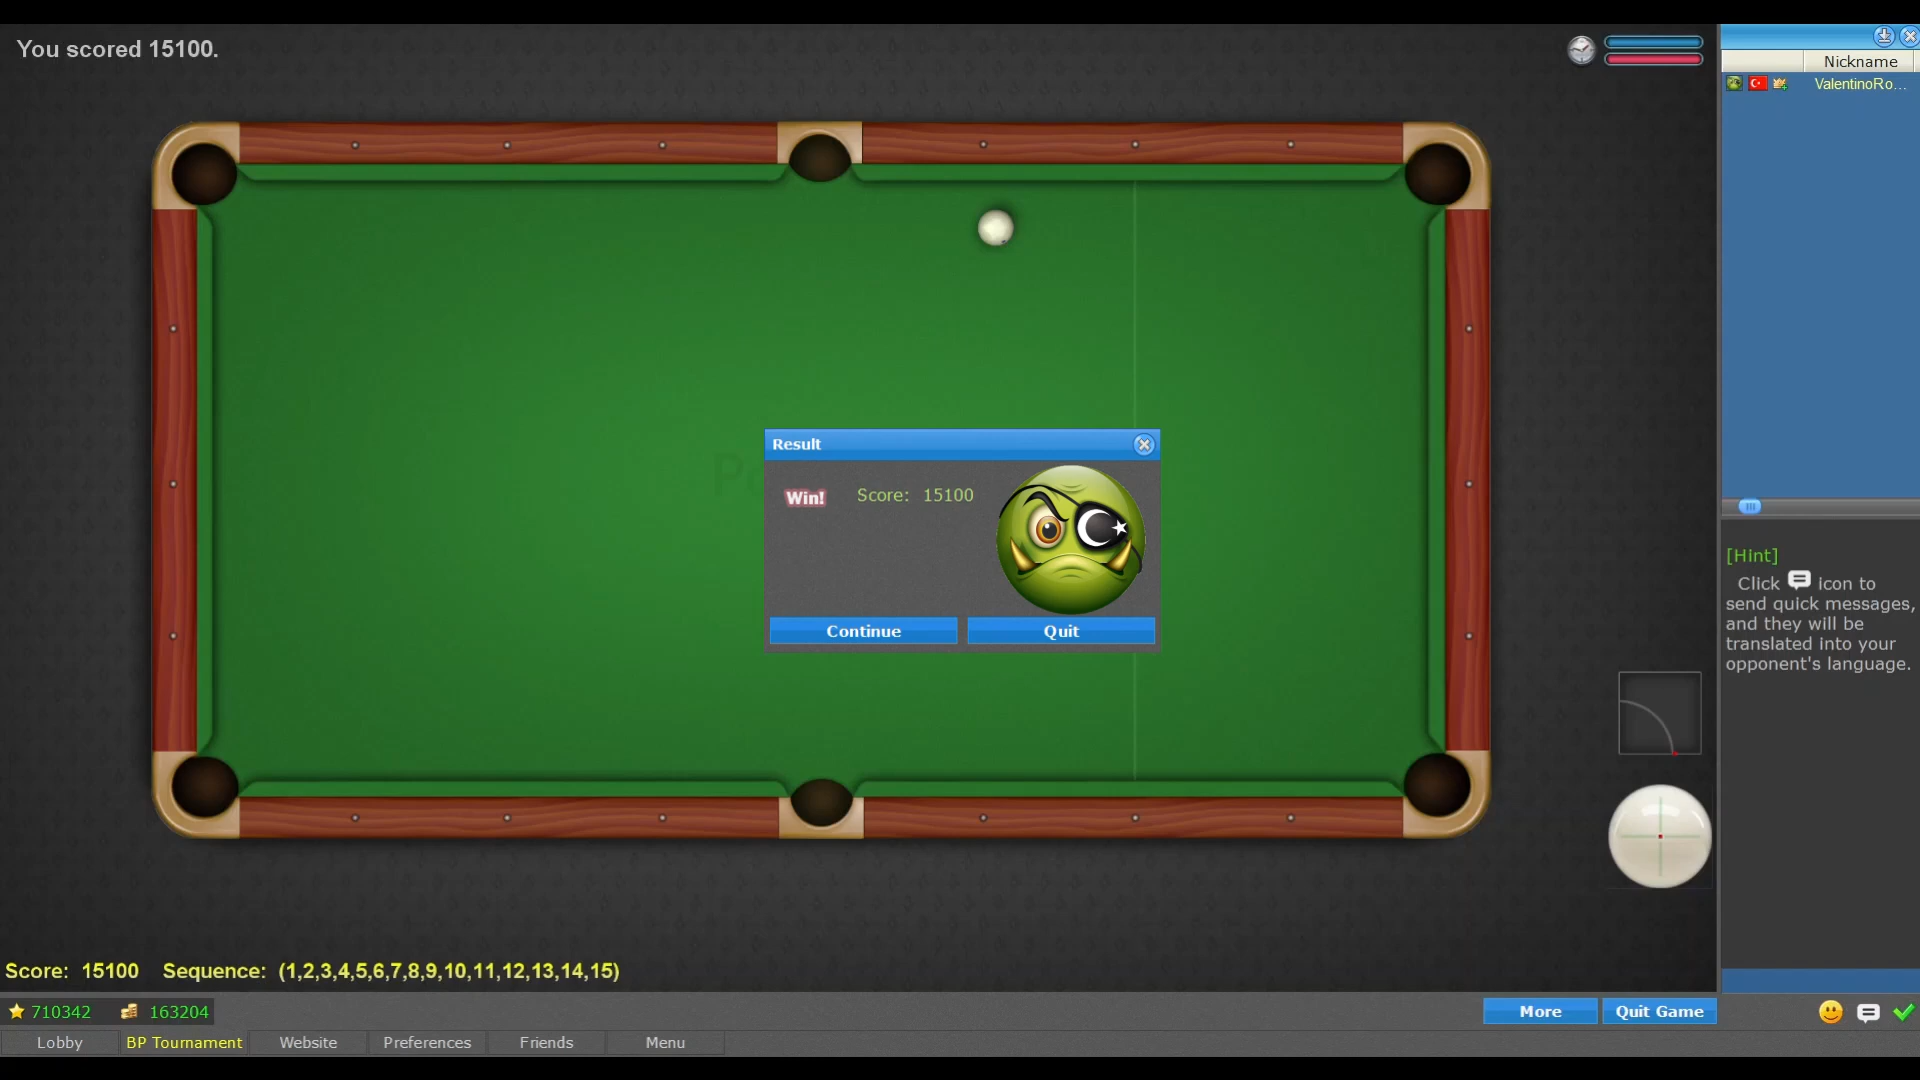 You scored 15100.
Nickname
ValentinoRo...
Result
Win! Score: 15100
Continue Quit
[Hint]
Click icon to
send quick messages,
and they will be
translated into your
opponent's language.
Score: 15100 Sequence: (1,2,3,4,5,6,7,8,9,10,11,12,13,14,15)
710342 163204
More Quit Game
Lobby BP Tournament Website Preferences Friends Menu